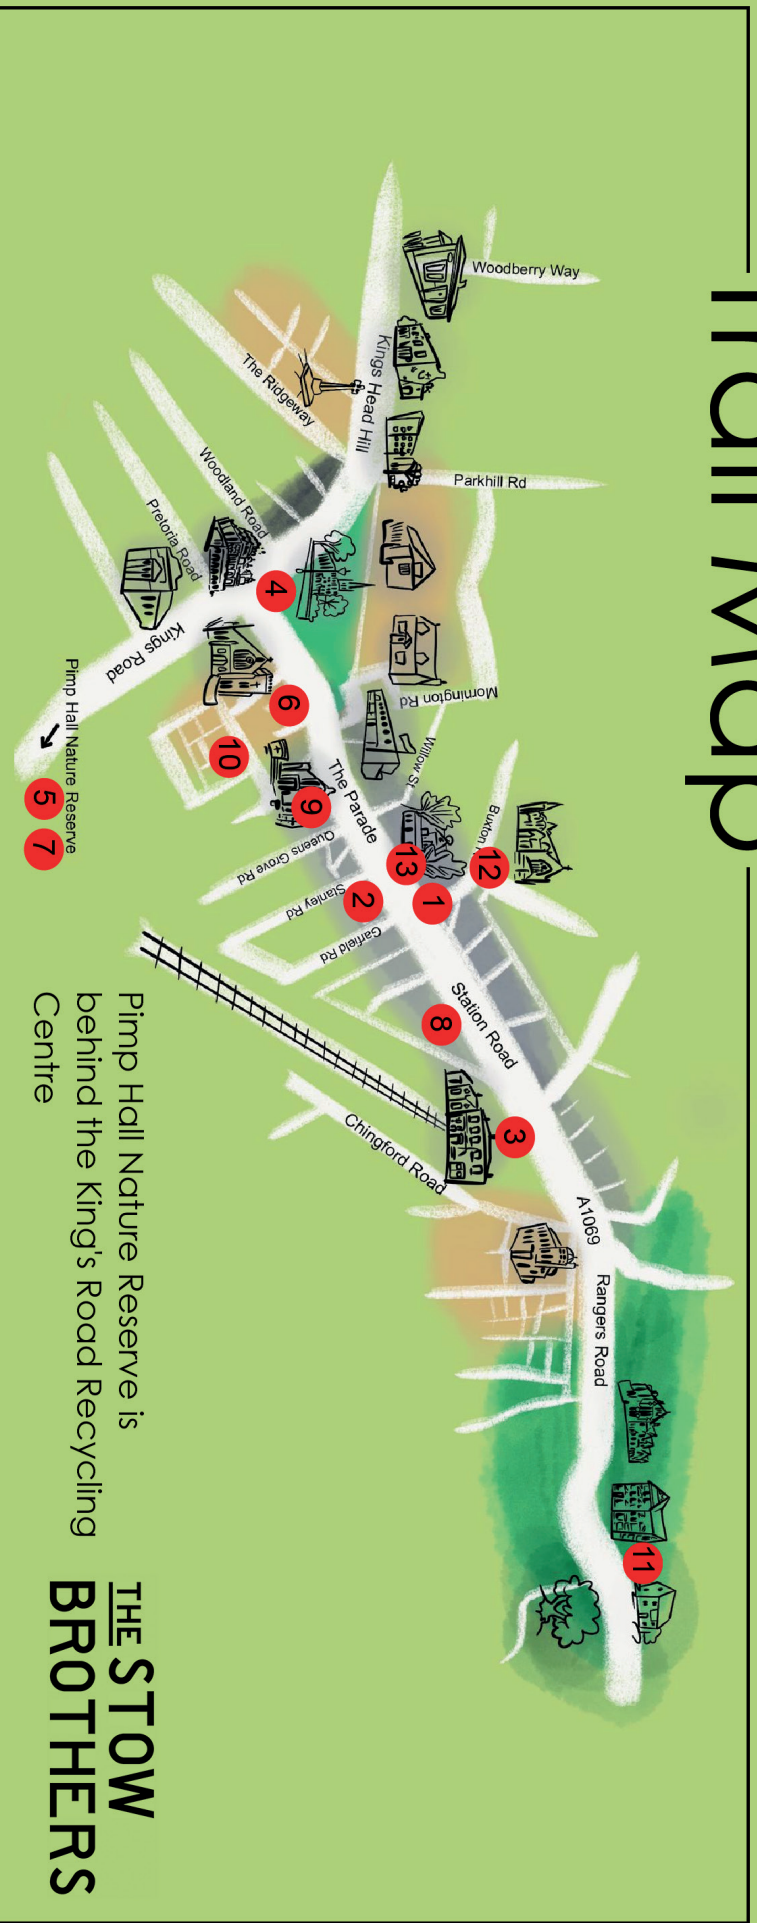 Trail Map
Woodberry Way
Kings Head Hill
The Ridgeway
Parkhill Rd
Woodland Road
Pretoria Road
4
Kings Road
Mornington Rd
6
Pimp Hall Nature Reserve
10
5
7
Willow St
The Parade
9
Queens Grove Rd
Buxton
12
13
1
2
Stanley Rd
Garfield Rd
Station Road
8
3
Chingford Road
A1069
Rangers Road
11
Pimp Hall Nature Reserve is
behind the King's Road Recycling
Centre
THE STOW
BROTHERS